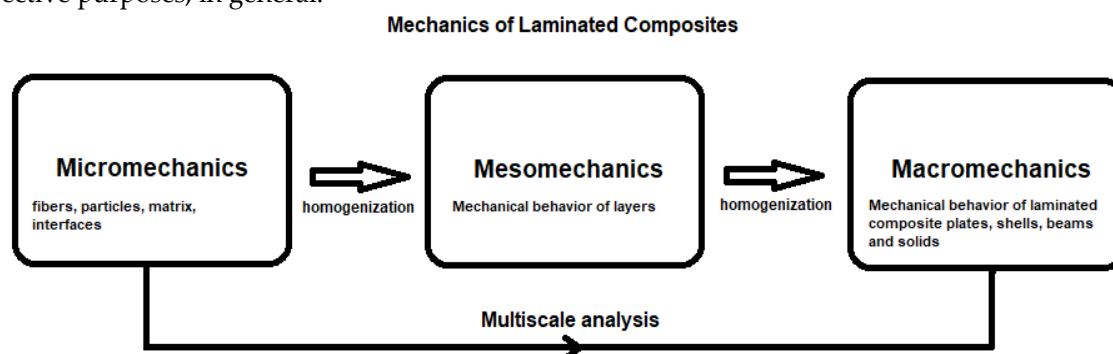 ective purposes, in general.
Mechanics of Laminated Composites
Micromechanics
fibers, particles, matrix,
interfaces
homogenization
Mesomechanics
Mechanical behavior of layers
homogenization
Macromechanics
Mechanical behavior of laminated
composite plates, shells, beams
and solids
Multiscale analysis